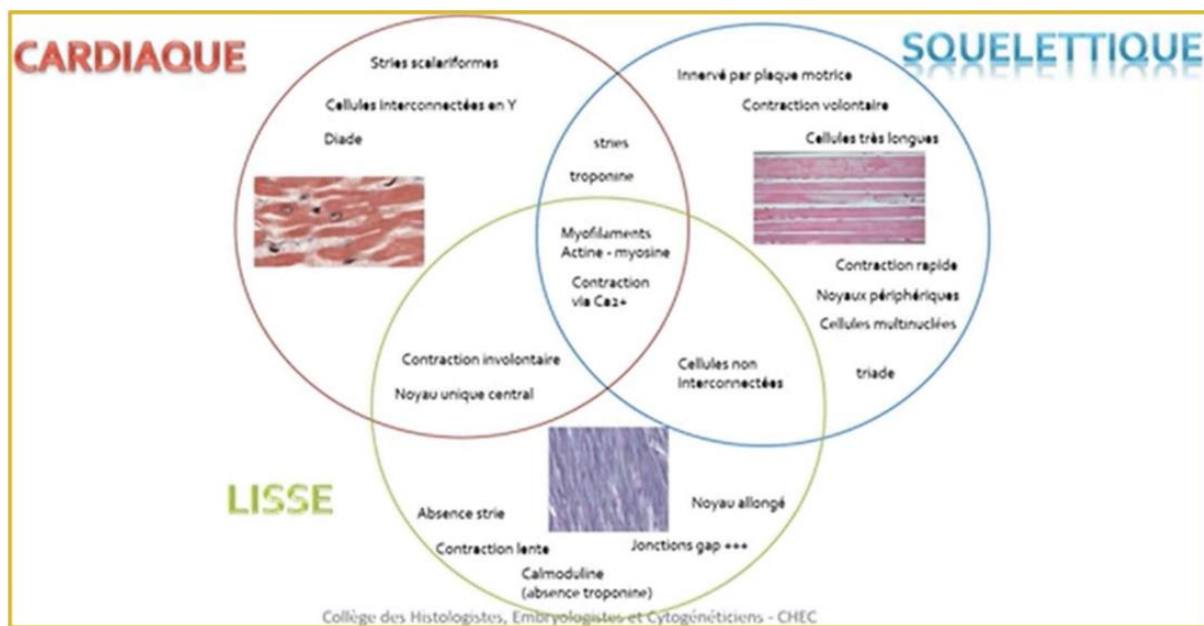 CARDIAQUE
SQUELETTIQUE
Stries scalariformes
Cellules interconnectées en Y
Diade
Innervé par plaque motrice
Contraction volontaire
Cellules très longues
stries
troponine
Myofilaments
Actine - myosine
Contraction
via Ca2+
Contraction rapide
Noyaux périphériques
Cellules multinuclées
triade
Contraction involontaire
Noyau unique central
Cellules non
Interconnectées
LISSE
Absence strie
Contraction lente
Calmoduline
(absence troponine)
Noyau allongé
Jonctions gap +++
Collège des Histologistes, Embryologistes et Cytogénéticiens - CHEC